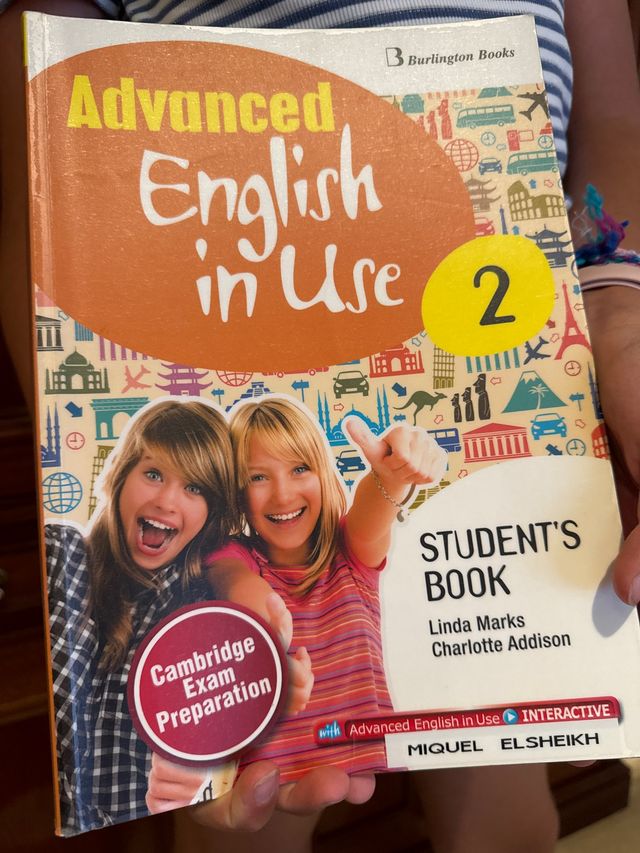 Burlington Books
Advanced
English
in Use
2
STUDENT'S
BOOK
Linda Marks
Charlotte Addison
Cambridge
Exam
Preparation
with Advanced English in Use INTERACTIVE
MIQUEL ELSHEIKH